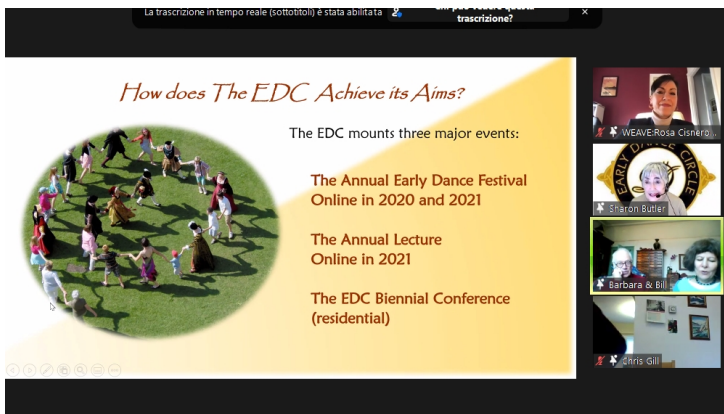 La trascrizione in tempo reale (sottotitoli) è stata abilitata
trascrizione?
How does The EDC Achieve its Aims?
The EDC mounts three major events:
The Annual Early Dance Festival
Online in 2020 and 2021
The Annual Lecture
Online in 2021
The EDC Biennial Conference
(residential)
WEAVE:Rosa Cisnero...
EARLY DANCE CIRCLE
Sharon Butler
Barbara & Bill
Chris Gill